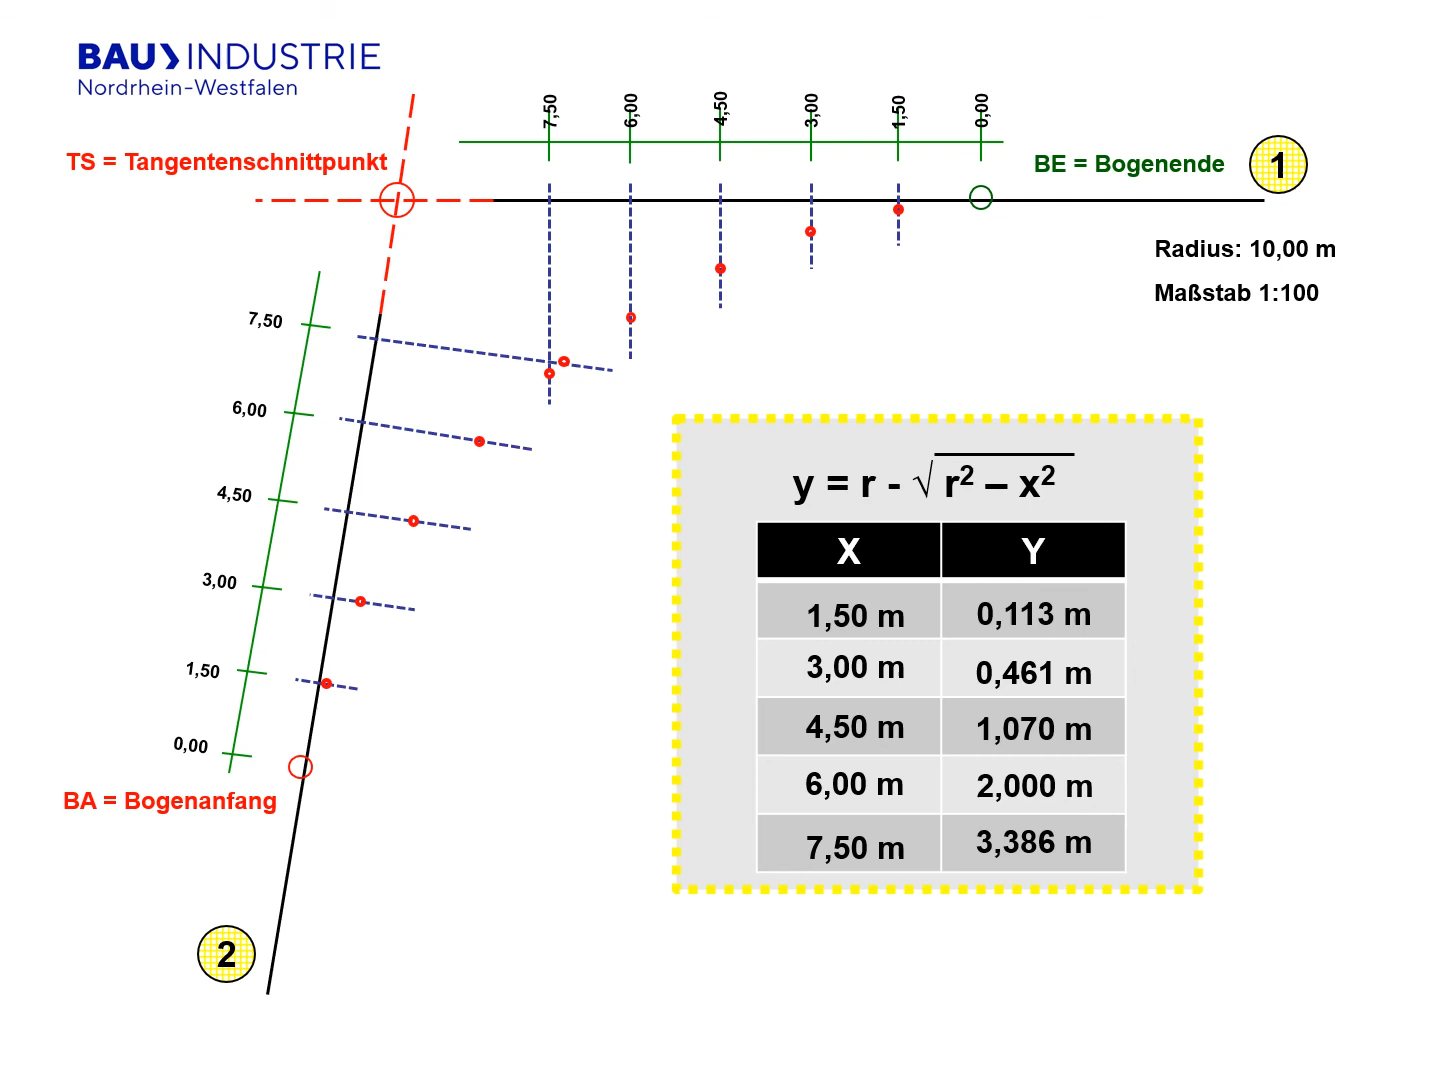 BAU INDUSTRIE
Nordrhein-Westfalen
7,50
6,00
4,50
3,00
1,50
0,00
TS = Tangentenschnittpunkt
BE = Bogenende
1
Radius: 10,00 m
Maßstab 1:100
7,50
6,00
4,50
3,00
1,50
0,00
BA = Bogenanfang
2
y = r - √ r² – x²
X Y
1,50 m 0,113 m
3,00 m 0,461 m
4,50 m 1,070 m
6,00 m 2,000 m
7,50 m 3,386 m